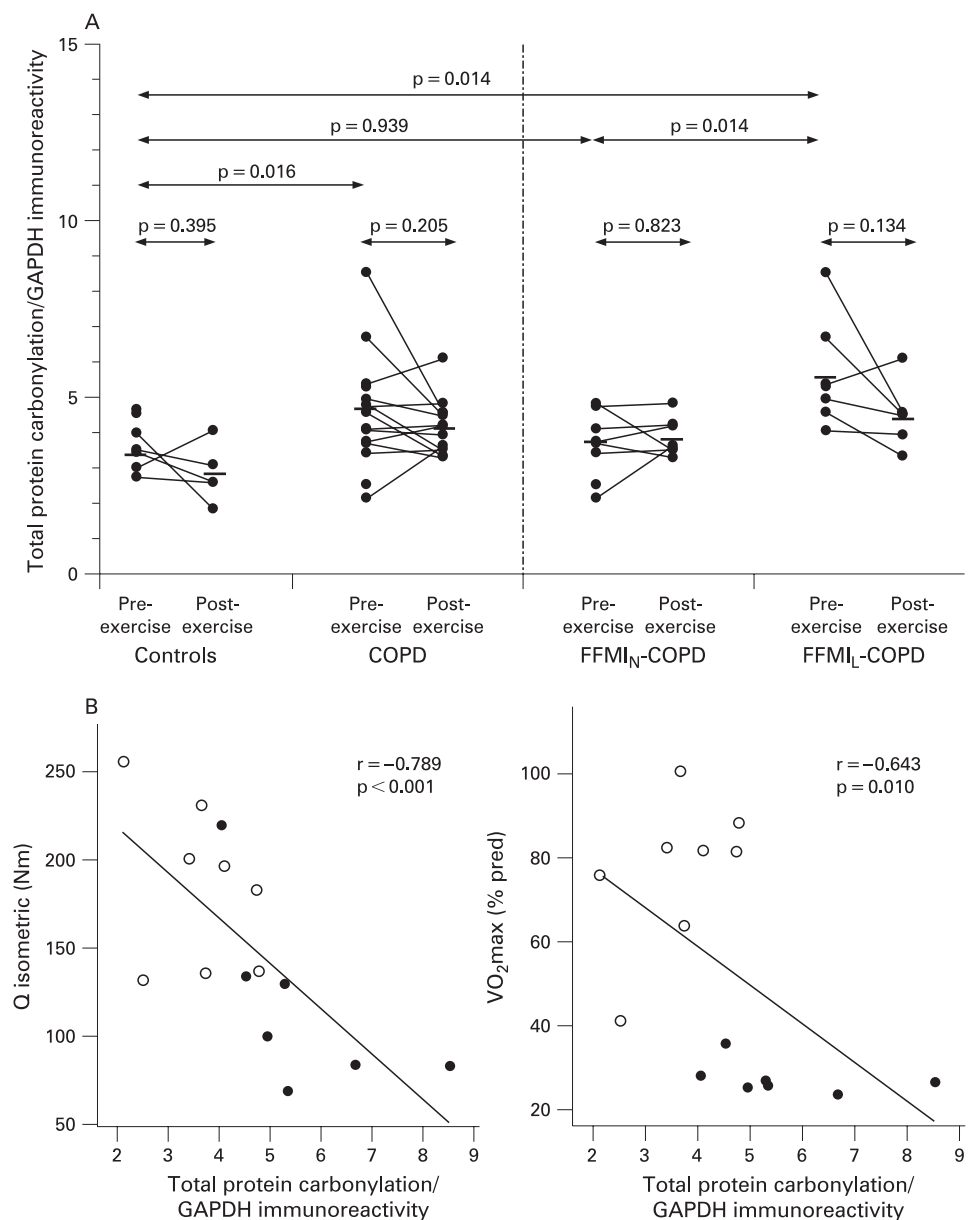 A
Total protein carbonylation/GAPDH immunoreactivity
15
10
5
0
p = 0.014
p = 0.939
p = 0.014
p = 0.016
p = 0.395
p = 0.205
p = 0.823
p = 0.134
Pre-
exercise
Post-
exercise
Controls
Pre-
exercise
Post-
exercise
COPD
Pre-
exercise
Post-
exercise
FFMI_N-COPD
Pre-
exercise
Post-
exercise
FFMI_L-COPD
B
Q isometric (Nm)
250
200
150
100
50
r = –0.789
p < 0.001
2 3 4 5 6 7 8 9
Total protein carbonylation/
GAPDH immunoreactivity
VO₂max (% pred)
100
80
60
40
20
r = –0.643
p = 0.010
2 3 4 5 6 7 8 9
Total protein carbonylation/
GAPDH immunoreactivity